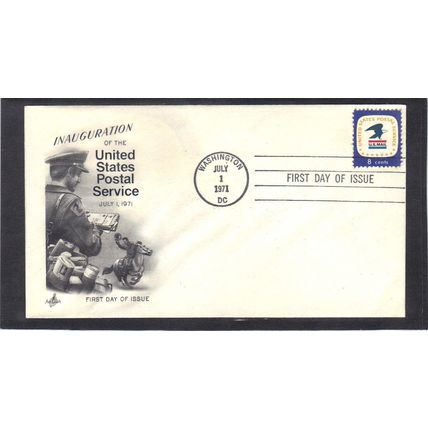 INAUGURATION
OF THE
United
States
Postal
Service
JULY 1, 1971
FIRST DAY OF ISSUE
WASHINGTON
JULY
1
1971
DC
FIRST DAY OF ISSUE
UNITED STATES POSTAL SERVICE
U.S. MAIL
8 cents